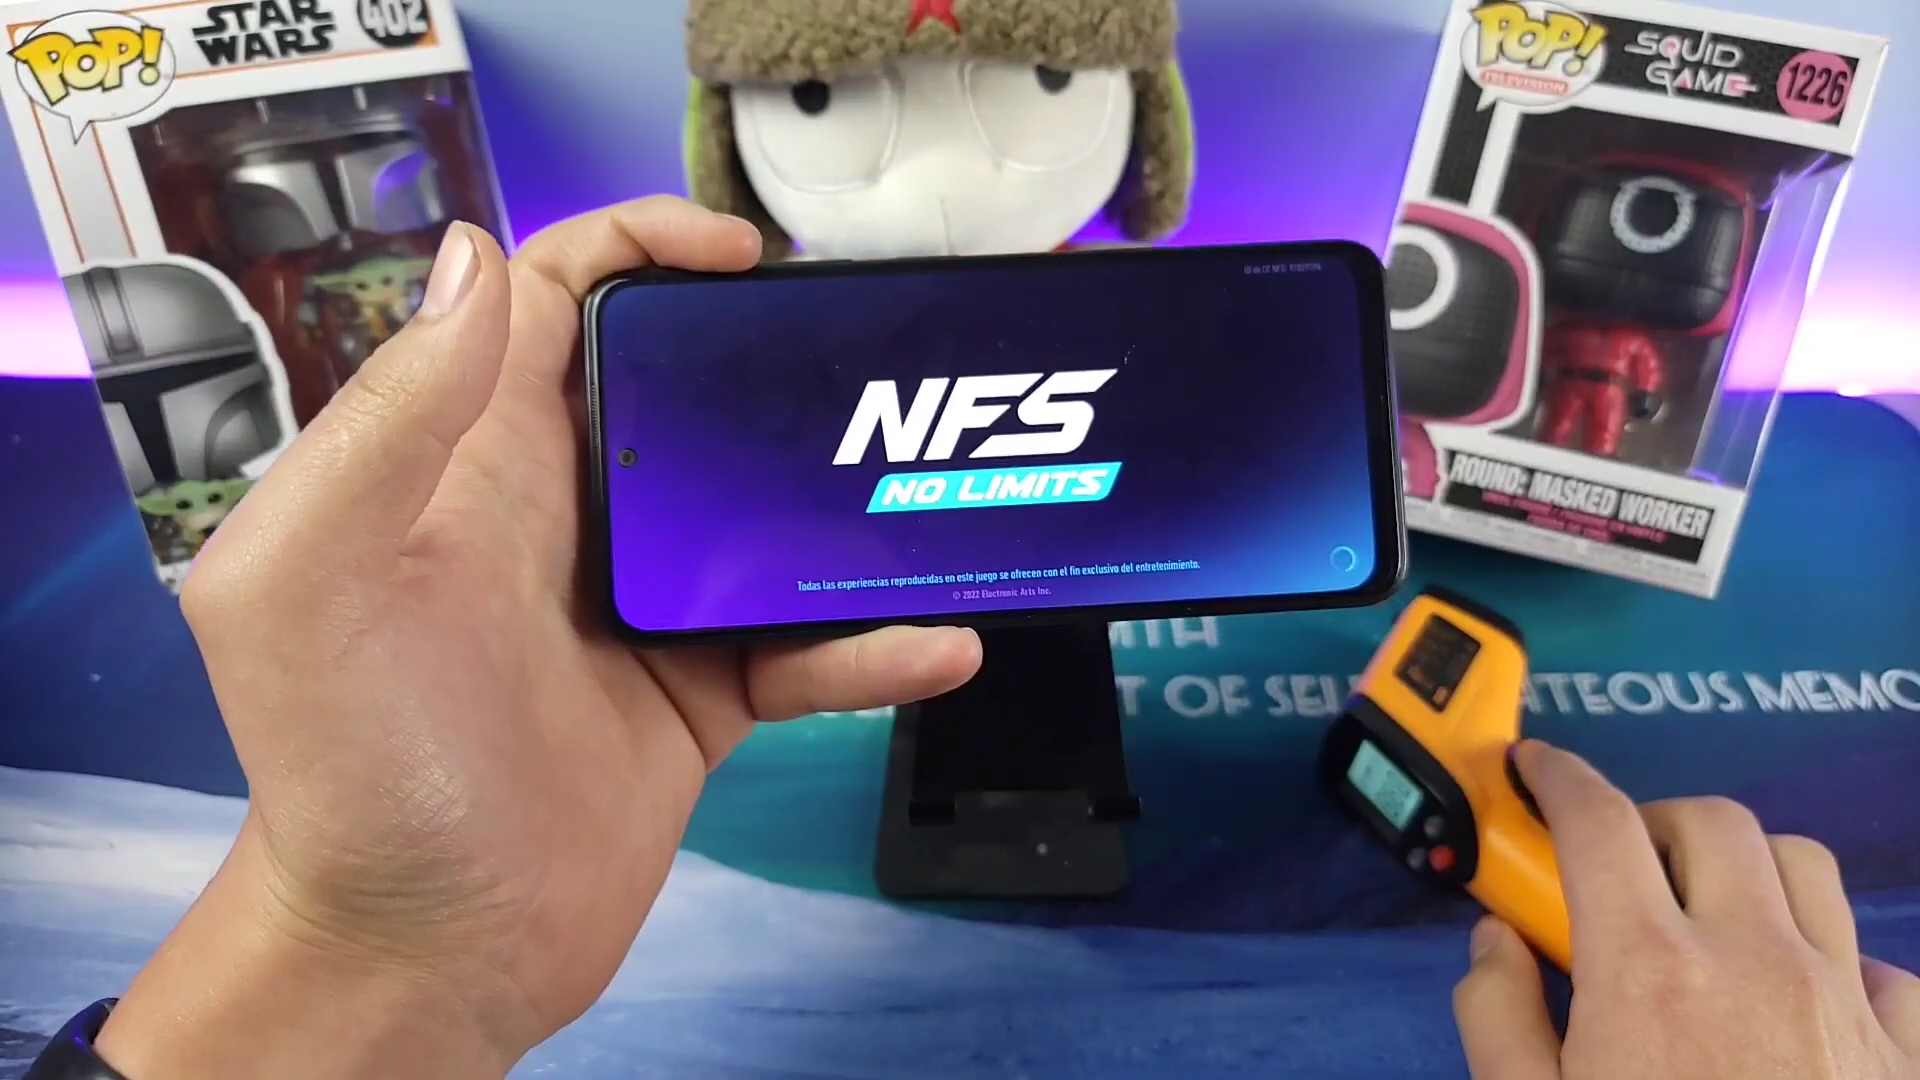 POP!
STAR
WARS
402
POP!
TELEVISION
SQUID
GAME
1226
NFS
NO LIMITS
Todas las experiencias reproducidas en este juego se ofrecen con el fin exclusivo del entretenimiento.
© 2022 Electronic Arts Inc.
ROUND: MASKED WORKER
T OF SEL
HTEOUS MEMO